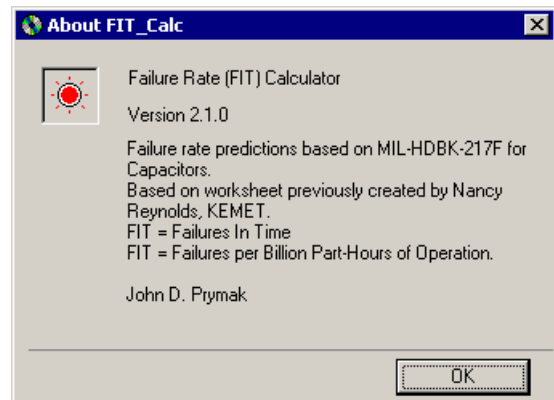 About FIT_Calc
Failure Rate (FIT) Calculator
Version 2.1.0
Failure rate predictions based on MIL-HDBK-217F for
Capacitors.
Based on worksheet previously created by Nancy
Reynolds, KEMET.
FIT = Failures In Time
FIT = Failures per Billion Part-Hours of Operation.
John D. Prymak
OK